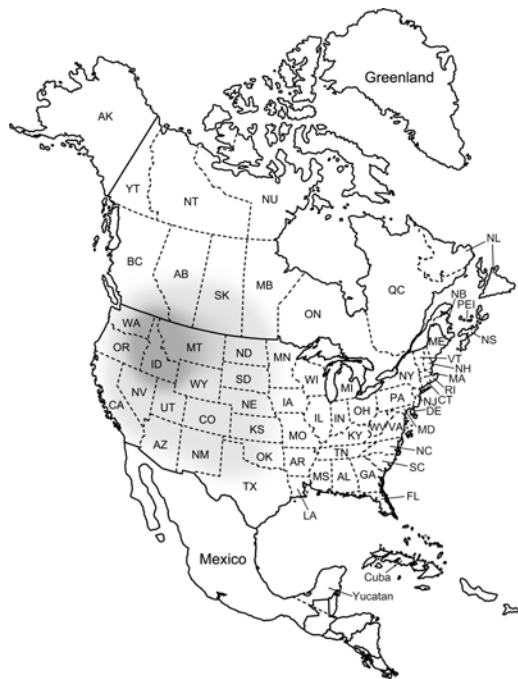 Greenland
AK
YT
NT
NU
NL
BC
AB
SK
MB
ON
QC
NB
PEI
NS
WA
OR
ID
MT
ND
MN
ME
VT
NH
MA
RI
CT
NY
WI
MI
SD
WY
NV
UT
CO
NE
IA
PA
NJ
DE
MD
IL
IN
OH
WV
VA
CA
KS
MO
KY
NC
AZ
NM
OK
AR
TN
SC
TX
MS
AL
GA
FL
LA
Mexico
Cuba
Yucatan